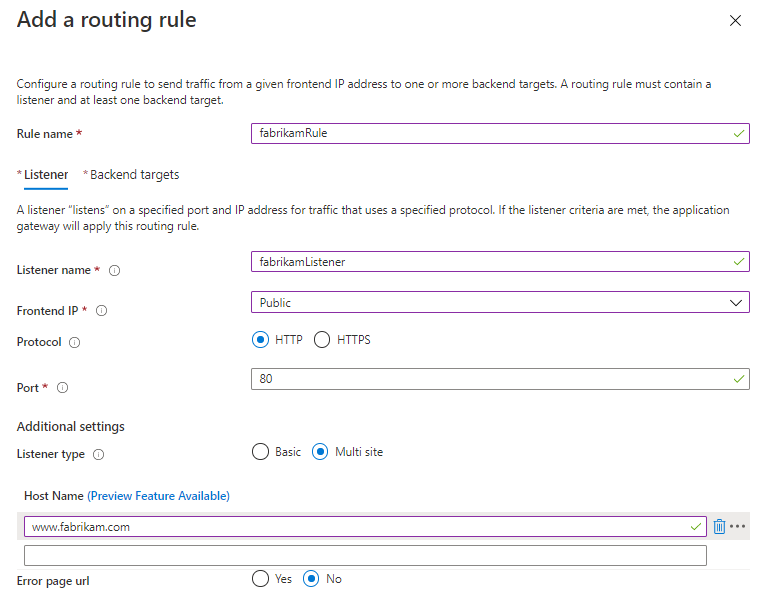 Add a routing rule
Configure a routing rule to send traffic from a given frontend IP address to one or more backend targets. A routing rule must contain a
listener and at least one backend target.
Rule name *
fabrikamRule
* Listener * Backend targets
A listener "listens" on a specified port and IP address for traffic that uses a specified protocol. If the listener criteria are met, the application
gateway will apply this routing rule.
Listener name *
fabrikamListener
Frontend IP *
Public
Protocol
HTTP HTTPS
Port *
80
Additional settings
Listener type
Basic Multi site
Host Name (Preview Feature Available)
www.fabrikam.com
Error page url
Yes No